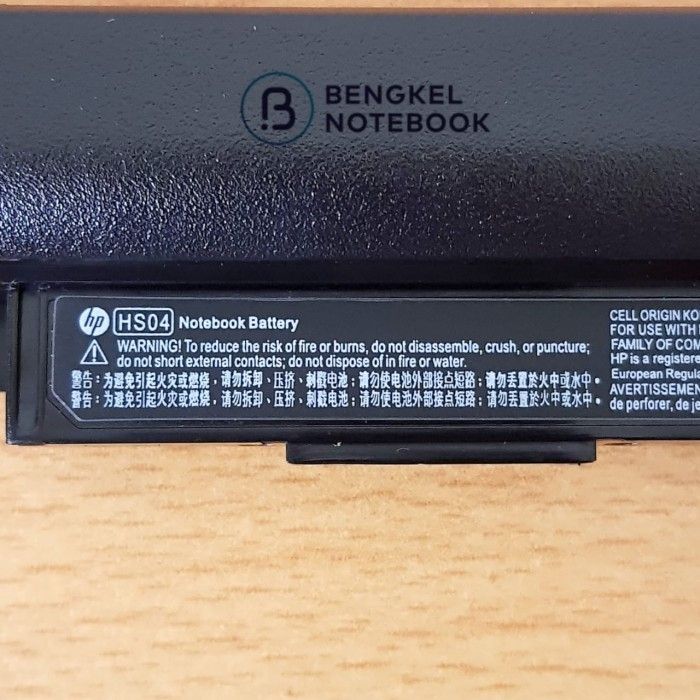 BENGKEL
NOTEBOOK
hp HS04 Notebook Battery
WARNING! To reduce the risk of fire or burns, do not disassemble, crush, or puncture;
do not short external contacts; do not dispose of in fire or water.
警告:为避免引起火灾或燃烧,请勿拆卸、压挤、刺戳电池;请勿使电池外部接点短路;请勿丢置於火中或水中。
警告:为避免引起火灾或燃烧,请勿拆卸、压挤、刺戳电池;请勿使电池外部接点短路;请勿丢置於火中或水中。
CELL ORIGIN KO
FOR USE WITH
FAMILY OF COM
HP is a registere
European Regula
AVERTISSEMEN
de perforer, de je